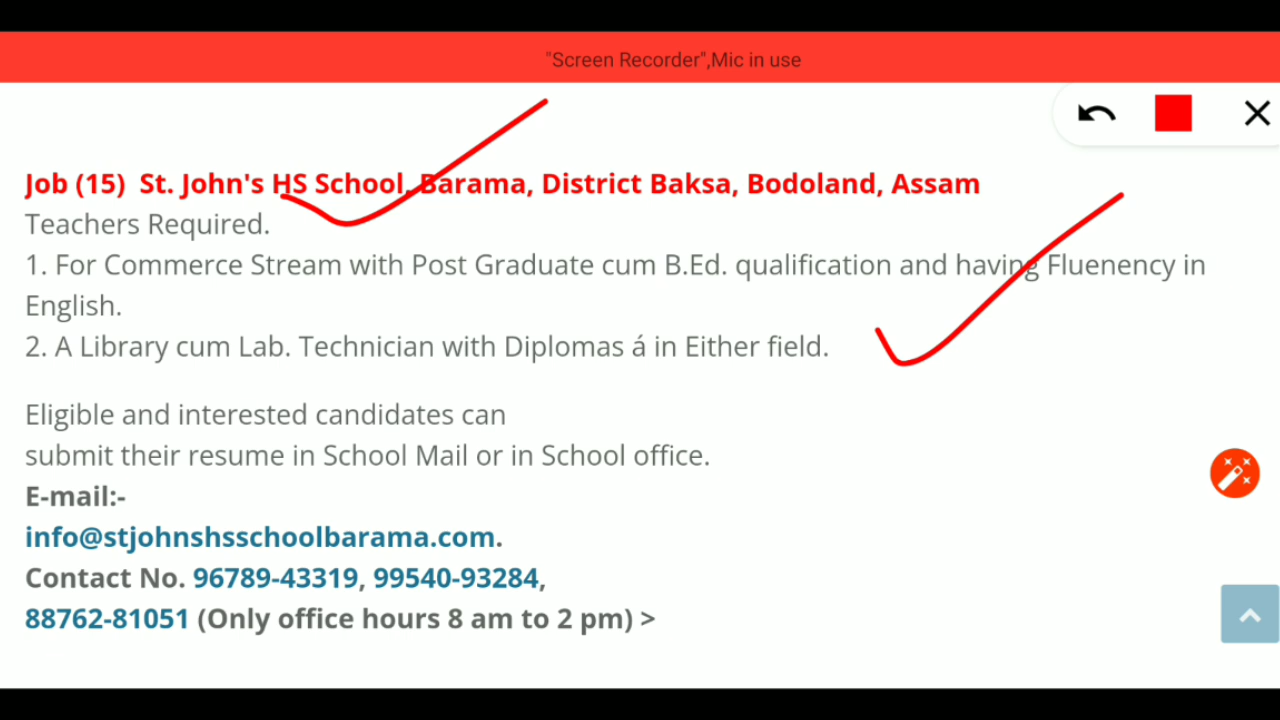 "Screen Recorder",Mic in use
Job (15) St. John's HS School, Barama, District Baksa, Bodoland, Assam
Teachers Required.
1. For Commerce Stream with Post Graduate cum B.Ed. qualification and having Fluenency in
English.
2. A Library cum Lab. Technician with Diplomas á in Either field.
Eligible and interested candidates can
submit their resume in School Mail or in School office.
E-mail:-
info@stjohnshsschoolbarama.com.
Contact No. 96789-43319, 99540-93284,
88762-81051 (Only office hours 8 am to 2 pm) >